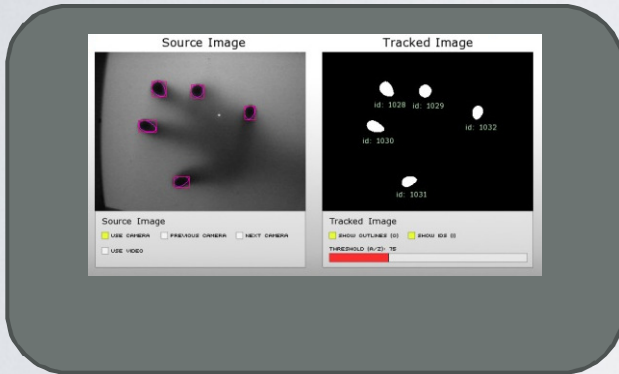 Source Image
Tracked Image
id: 1028
id: 1029
id: 1032
id: 1030
id: 1031
Source Image
USE CAMERA
PREVIOUS CAMERA
NEXT CAMERA
USE VIDEO
Tracked Image
SHOW OUTLINES (O)
SHOW IDS (I)
THRESHOLD (A/Z): 75